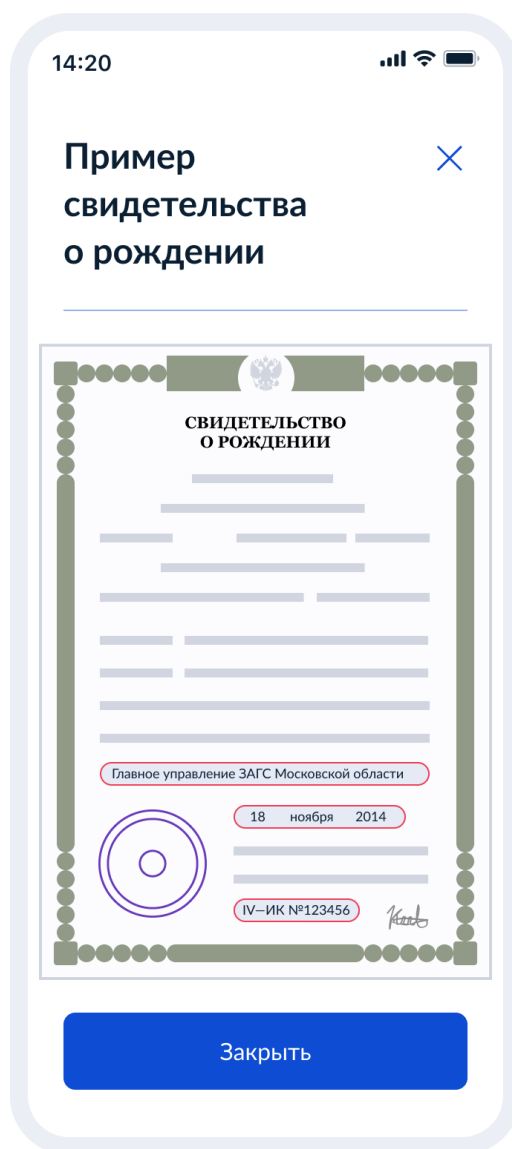 14:20
Пример
свидетельства
о рождении
СВИДЕТЕЛЬСТВО
О РОЖДЕНИИ
Главное управление ЗАГС Московской области
18 ноября 2014
IV—ИК №123456
Закрыть